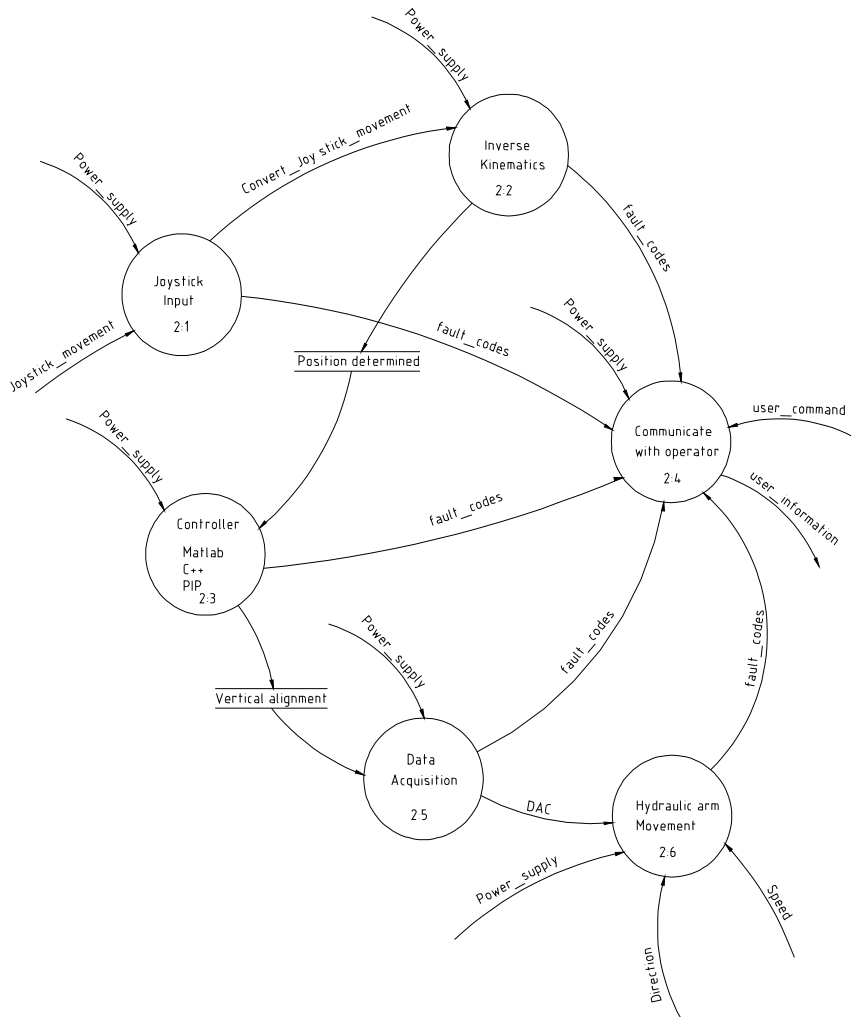 Power_supply
Convert_Joy stick_movement
Inverse
Kinematics
2:2
Power_supply
fault_codes
Joystick
Input
2:1
Joystick_movement
fault_codes
Power_supply
Position determined
user_command
Communicate
with operator
2:4
Power_supply
user_information
Controller
Matlab
C++
PIP
2:3
fault_codes
Power_supply
fault_codes
fault_codes
Vertical alignment
Data
Acquisition
2:5
DAC
Hydraulic arm
Movement
2:6
Power_supply
Speed
Direction